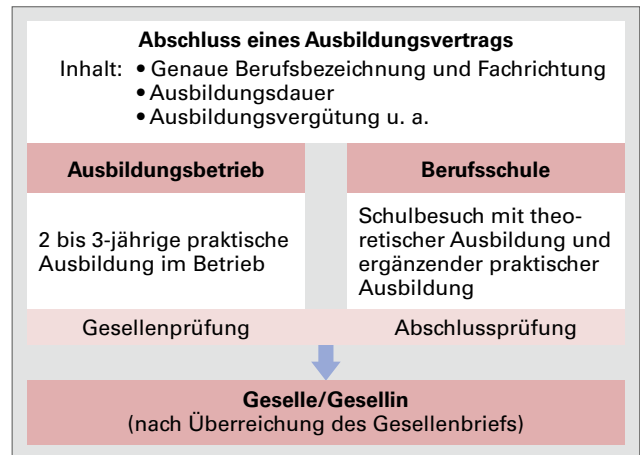 Abschluss eines Ausbildungsvertrags
Inhalt: • Genaue Berufsbezeichnung und Fachrichtung
• Ausbildungsdauer
• Ausbildungsvergütung u. a.
Ausbildungsbetrieb
2 bis 3-jährige praktische
Ausbildung im Betrieb
Gesellenprüfung
Berufsschule
Schulbesuch mit theo-
retischer Ausbildung und
ergänzender praktischer
Ausbildung
Abschlussprüfung
Geselle/Gesellin
(nach Überreichung des Gesellenbriefs)